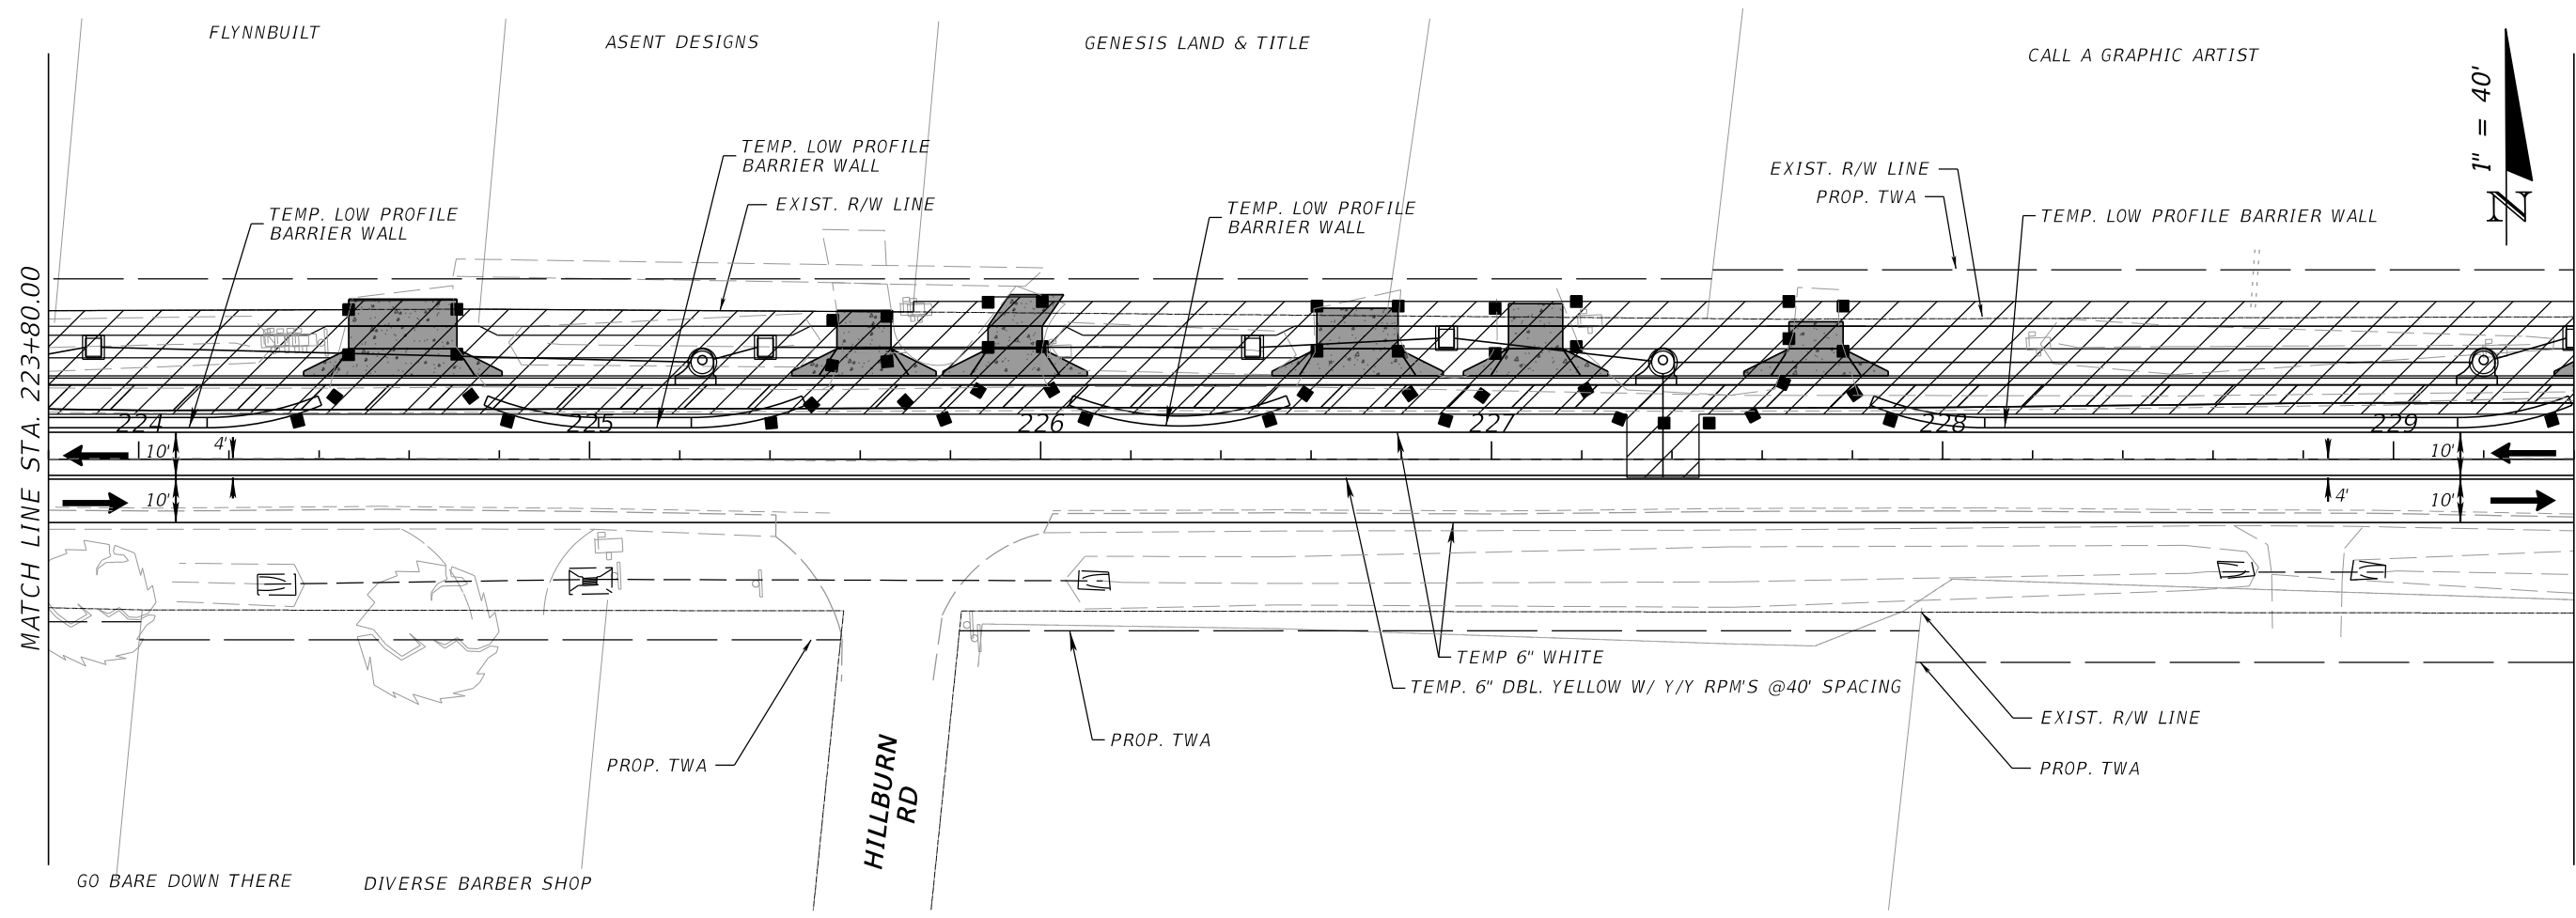 FLYNNBUILT
ASENT DESIGNS
GENESIS LAND & TITLE
CALL A GRAPHIC ARTIST
1" = 40'
N
TEMP. LOW PROFILE
BARRIER WALL
EXIST. R/W LINE
PROP. TWA
TEMP. LOW PROFILE
BARRIER WALL
EXIST. R/W LINE
TEMP. LOW PROFILE
BARRIER WALL
TEMP. LOW PROFILE BARRIER WALL
MATCH LINE STA. 223+80.00
224
225
226
227
228
229
10'
4'
10'
10'
4'
10'
TEMP 6" WHITE
TEMP. 6" DBL. YELLOW W/ Y/Y RPM'S @40' SPACING
EXIST. R/W LINE
PROP. TWA
PROP. TWA
PROP. TWA
HILLBURN
RD
GO BARE DOWN THERE
DIVERSE BARBER SHOP